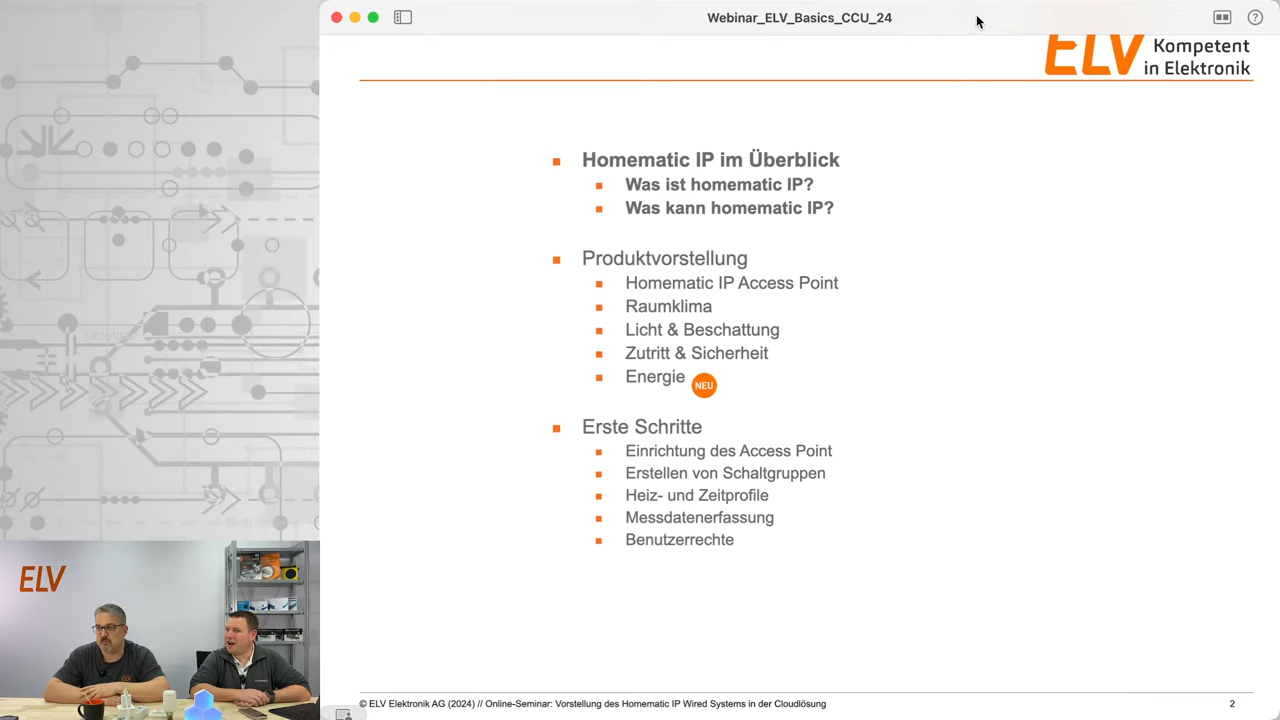 Webinar_ELV_Basics_CCU_24
ELV
Kompetent
in Elektronik
Homematic IP im Überblick
Was ist homematic IP?
Was kann homematic IP?
Produktvorstellung
Homematic IP Access Point
Raumklima
Licht & Beschattung
Zutritt & Sicherheit
Energie
NEU
Erste Schritte
Einrichtung des Access Point
Erstellen von Schaltgruppen
Heiz- und Zeitprofile
Messdatenerfassung
Benutzerrechte
ELV
ELV
© ELV Elektronik AG (2024) // Online-Seminar: Vorstellung des Homematic IP Wired Systems in der Cloudlösung
2